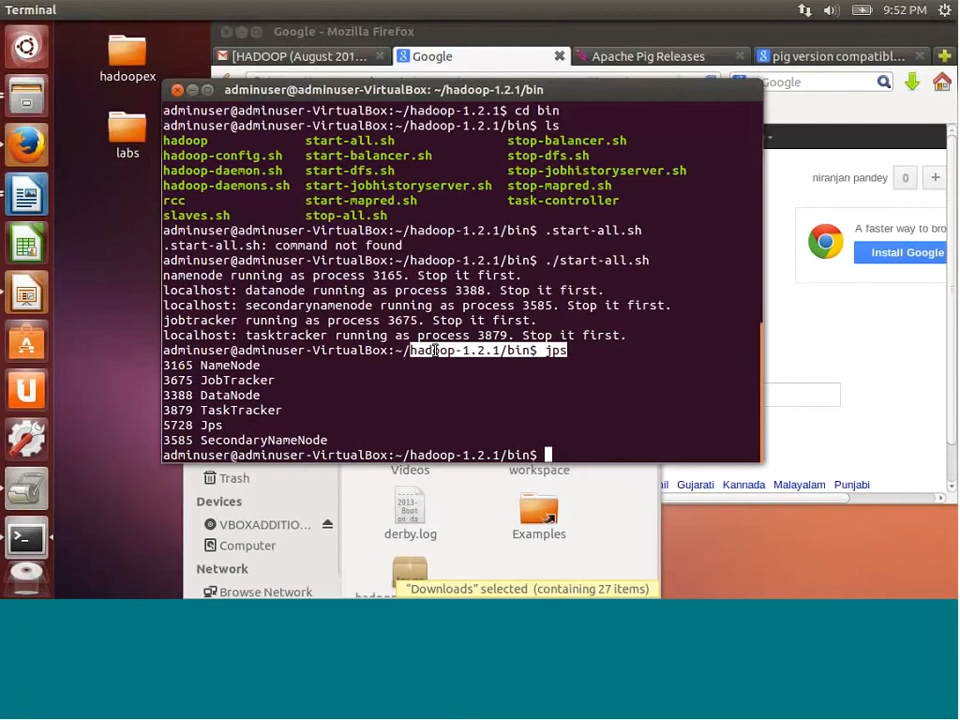 Terminal
9:52 PM
Google - Mozilla Firefox
[HADOOP (August 201...
Google
Apache Pig Releases
pig version compatibl...
hadoopex
labs
adminuser@adminuser-VirtualBox: ~/hadoop-1.2.1/bin
Google
adminuser@adminuser-VirtualBox:~/hadoop-1.2.1$ cd bin
adminuser@adminuser-VirtualBox:~/hadoop-1.2.1/bin$ ls
hadoop start-all.sh stop-balancer.sh
hadoop-config.sh start-balancer.sh stop-dfs.sh
hadoop-daemon.sh start-dfs.sh stop-jobhistoryserver.sh
hadoop-daemons.sh start-jobhistoryserver.sh stop-mapred.sh
rcc start-mapred.sh task-controller
slaves.sh stop-all.sh
adminuser@adminuser-VirtualBox:~/hadoop-1.2.1/bin$ .start-all.sh
.start-all.sh: command not found
adminuser@adminuser-VirtualBox:~/hadoop-1.2.1/bin$ ./start-all.sh
namenode running as process 3165. Stop it first.
localhost: datanode running as process 3388. Stop it first.
localhost: secondarynamenode running as process 3585. Stop it first.
jobtracker running as process 3675. Stop it first.
localhost: tasktracker running as process 3879. Stop it first.
adminuser@adminuser-VirtualBox:~/hadoop-1.2.1/bin$ jps
3165 NameNode
3675 JobTracker
3388 DataNode
3879 TaskTracker
5728 Jps
3585 SecondaryNameNode
adminuser@adminuser-VirtualBox:~/hadoop-1.2.1/bin$
niranjan pandey 0 +
A faster way to br
Install Google
Gujarati Kannada Malayalam Punjabi
Trash
Devices
VBOXADDITIO...
Computer
Network
Browse Network
Videos
workspace
derby.log
Examples
"Downloads" selected (containing 27 items)